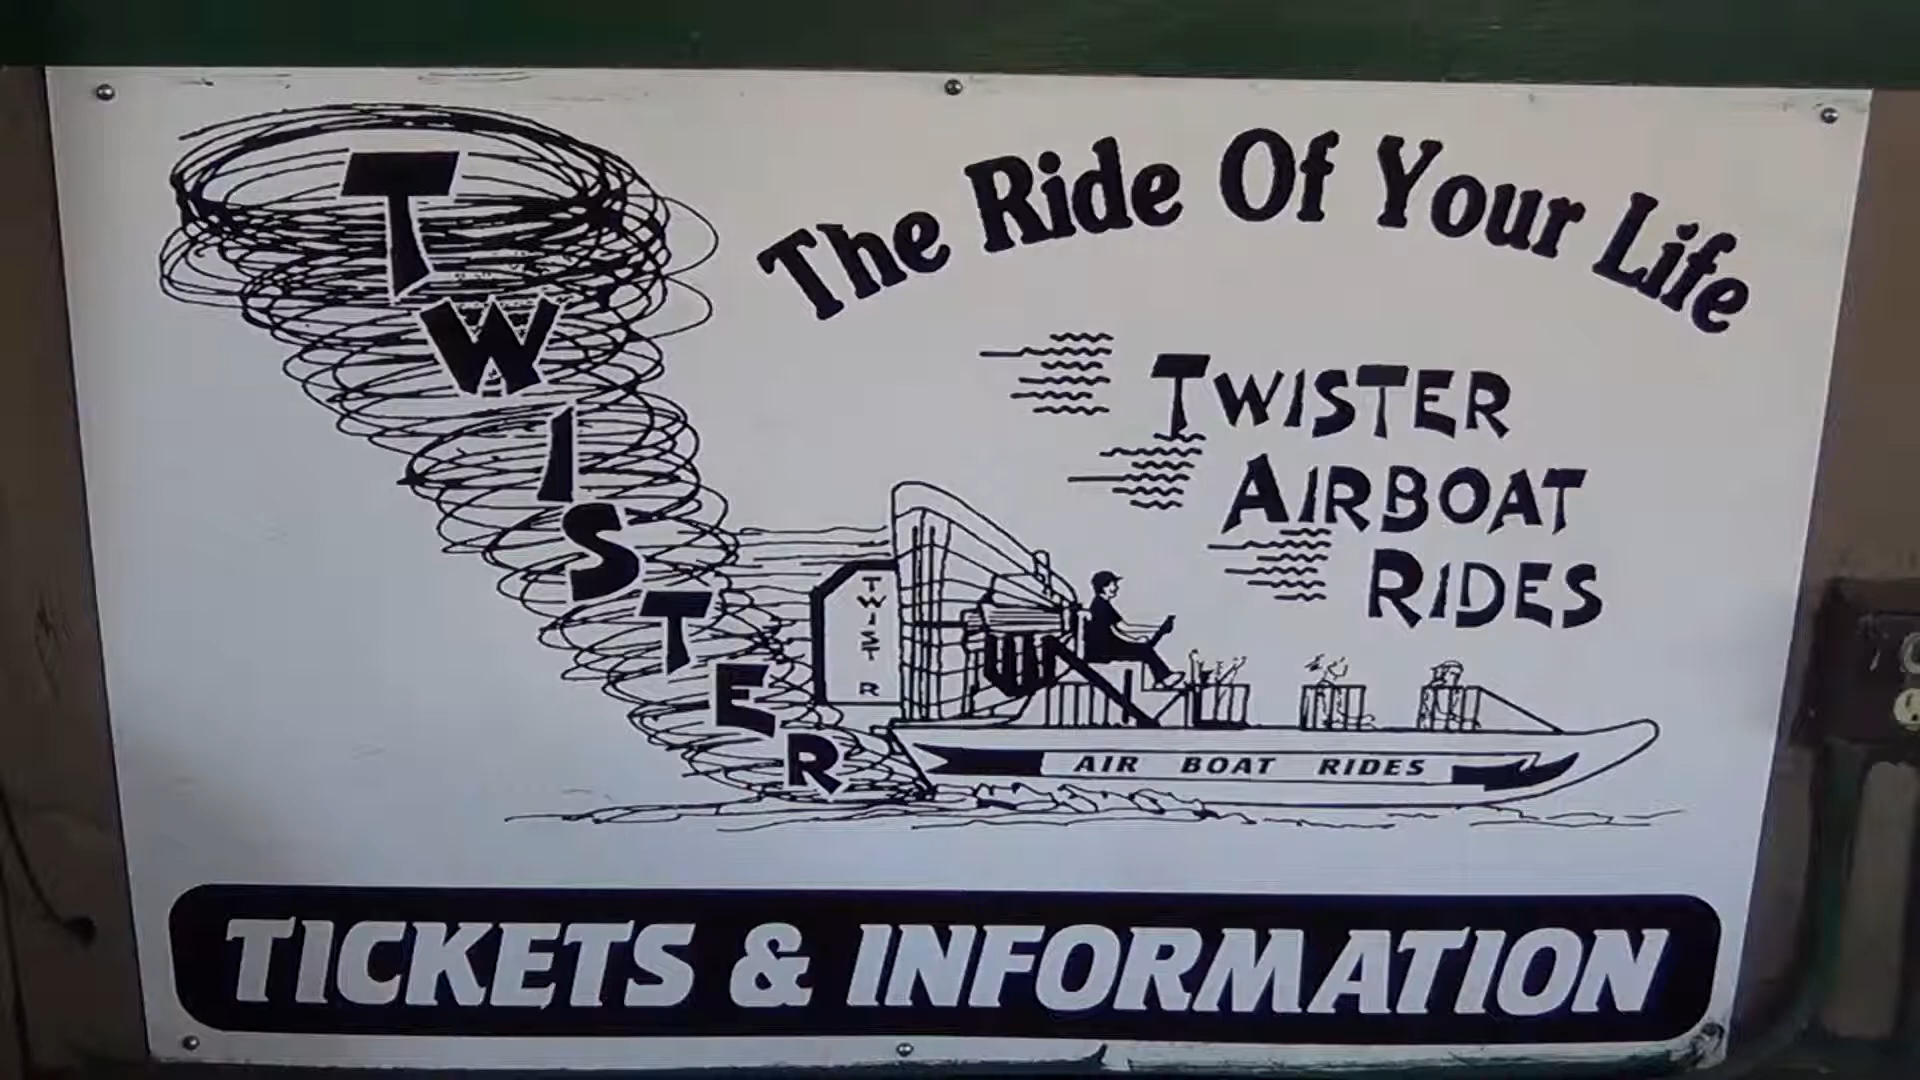 TWISTER
The Ride Of Your Life
TWISTER
AIRBOAT
RIDES
TWIST R
AIR BOAT RIDES
TICKETS & INFORMATION